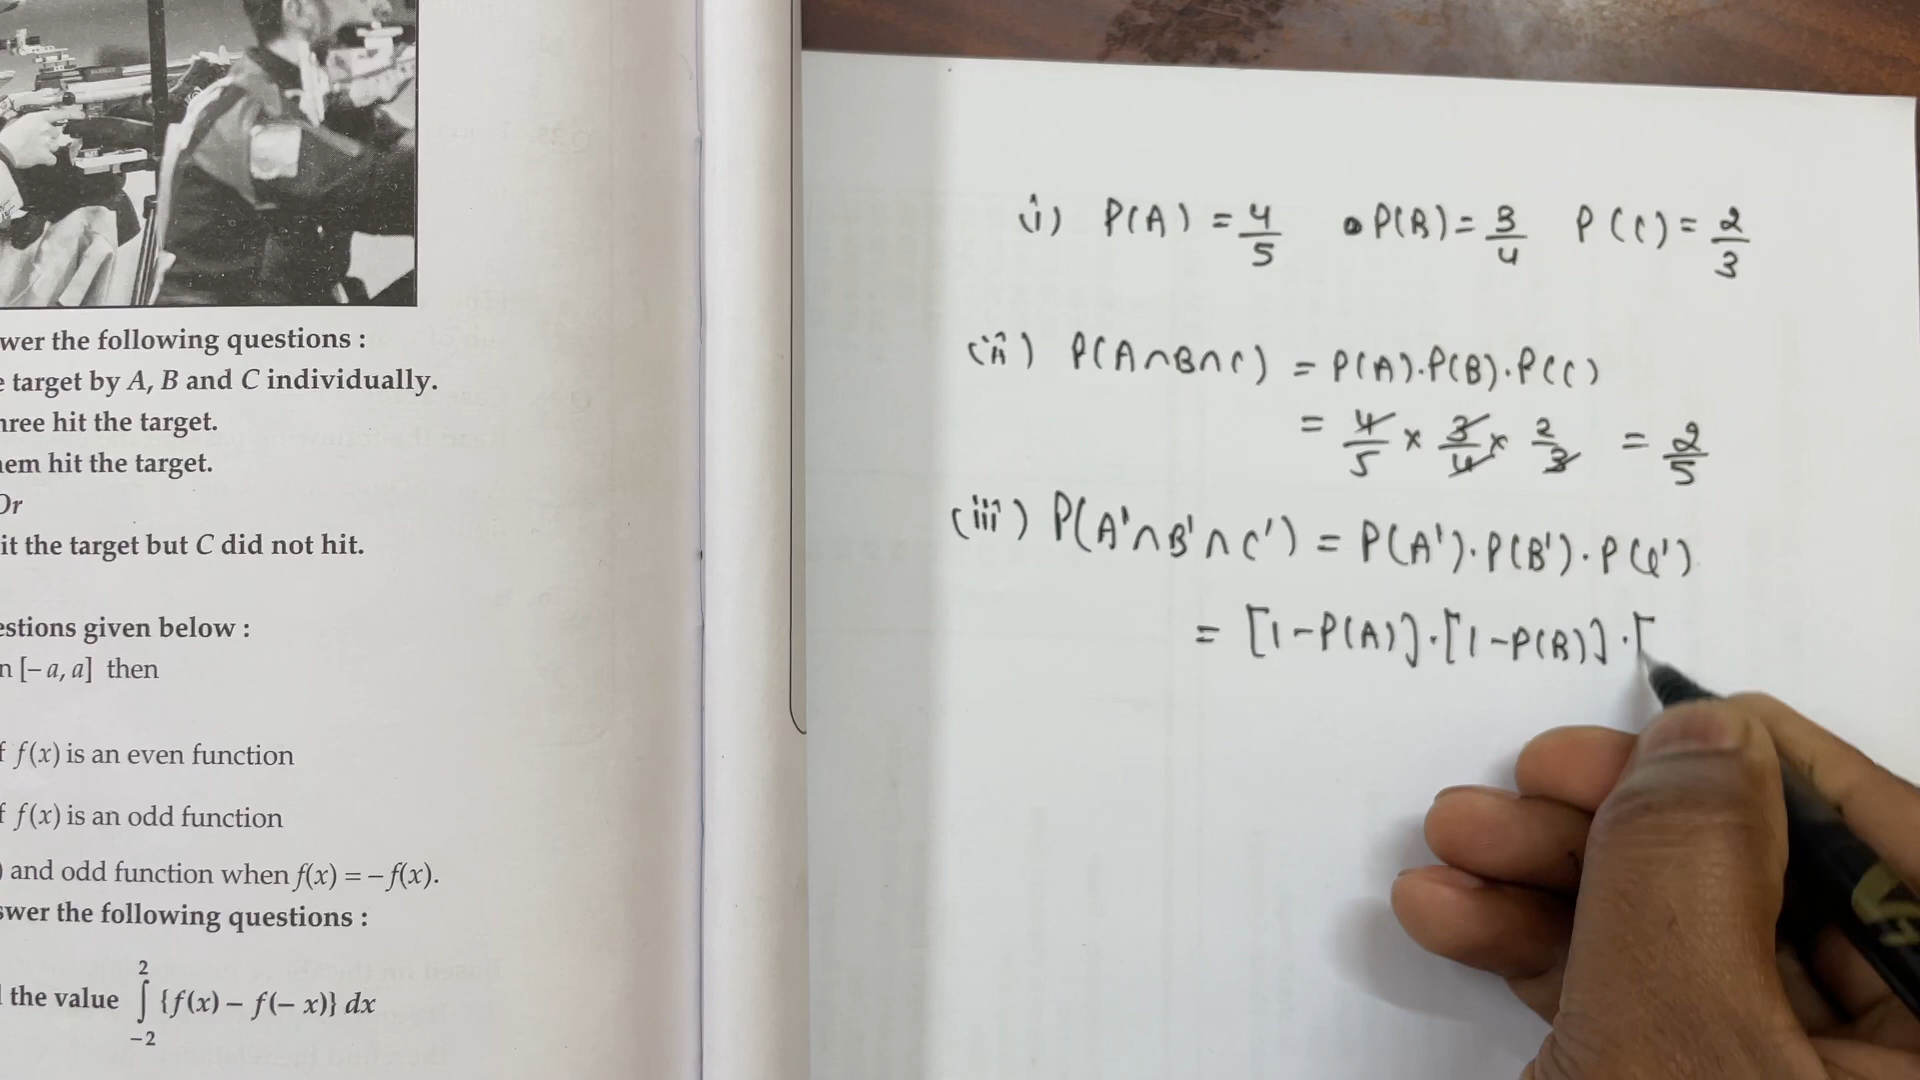 wer the following questions :
target by A, B and C individually.
hree hit the target.
hem hit the target.
Or
it the target but C did not hit.
estions given below :
n [– a, a] then
f f(x) is an even function
f f(x) is an odd function
) and odd function when f(x) = – f(x).
swer the following questions :
the value ∫₋₂² {f(x) – f(– x)} dx
(i) P(A) = 4/5 P(B) = 3/4 P(C) = 2/3
(ii) P(A∩B∩C) = P(A).P(B).P(C)
= 4/5 × 3/4 × 2/3 = 2/5
(iii) P(A'∩B'∩C') = P(A').P(B').P(C')
= [1-P(A)].[1-P(B)].[